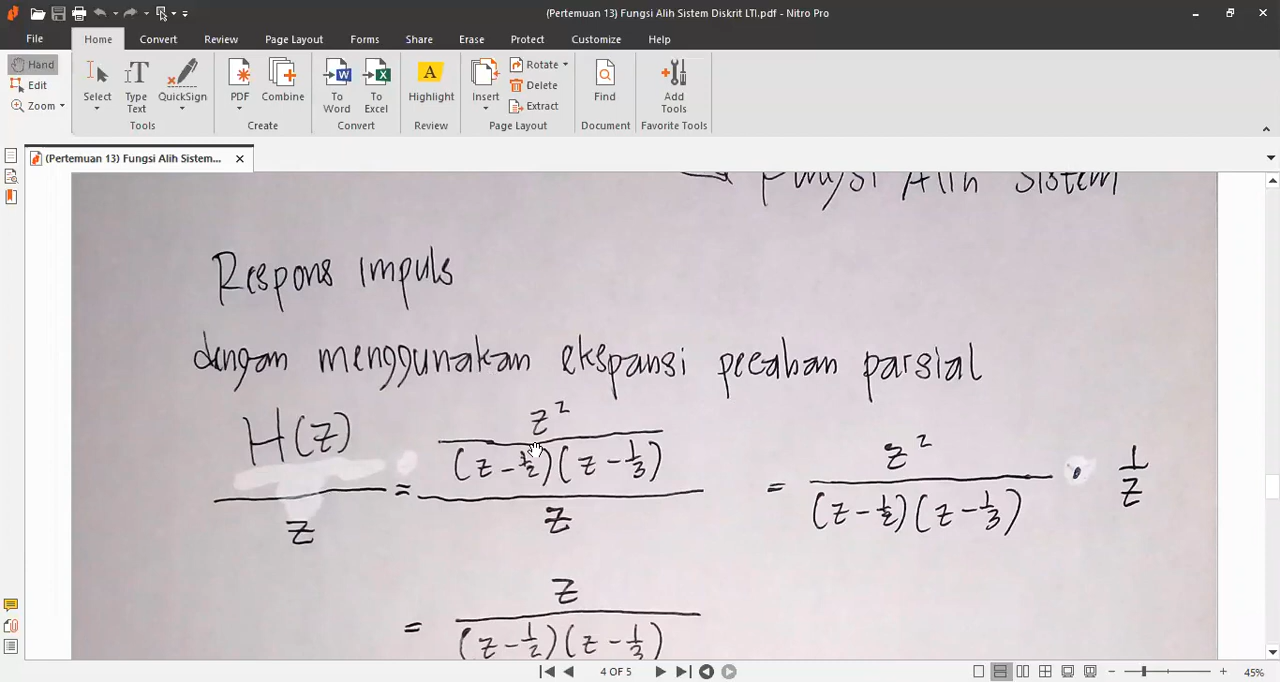 (Pertemuan 13) Fungsi Alih Sistem Diskrit LTI.pdf - Nitro Pro
File Home Convert Review Page Layout Forms Share Erase Protect Customize Help
Hand
Edit
Zoom
Select
Type Text
QuickSign
Tools
PDF
Combine
Create
To Word
To Excel
Convert
Highlight
Review
Insert
Rotate
Delete
Extract
Page Layout
Find
Document
Add Tools
Favorite Tools
(Pertemuan 13) Fungsi Alih Sistem...
Fungsi Alih Sistem
Respons impuls
dengan menggunakan ekspansi pecahan parsial
H(z)/z = (z²/((z-1/2)(z-1/3)))/z = z²/((z-1/2)(z-1/3)) · 1/z
= z/((z-1/2)(z-1/3))
4 OF 5
45%